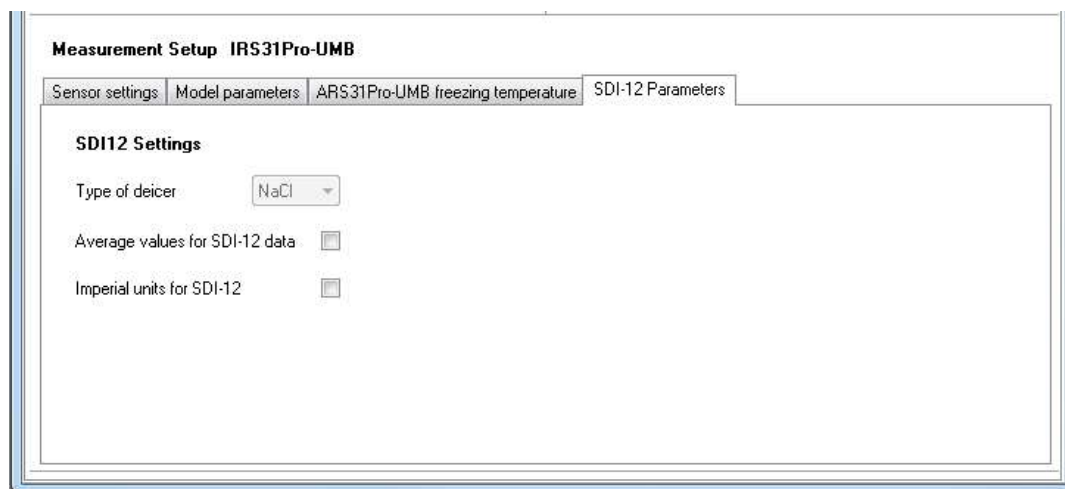 Measurement Setup IRS31Pro-UMB
Sensor settings Model parameters ARS31Pro-UMB freezing temperature SDI-12 Parameters
SDI12 Settings
Type of deicer NaCl
Average values for SDI-12 data
Imperial units for SDI-12